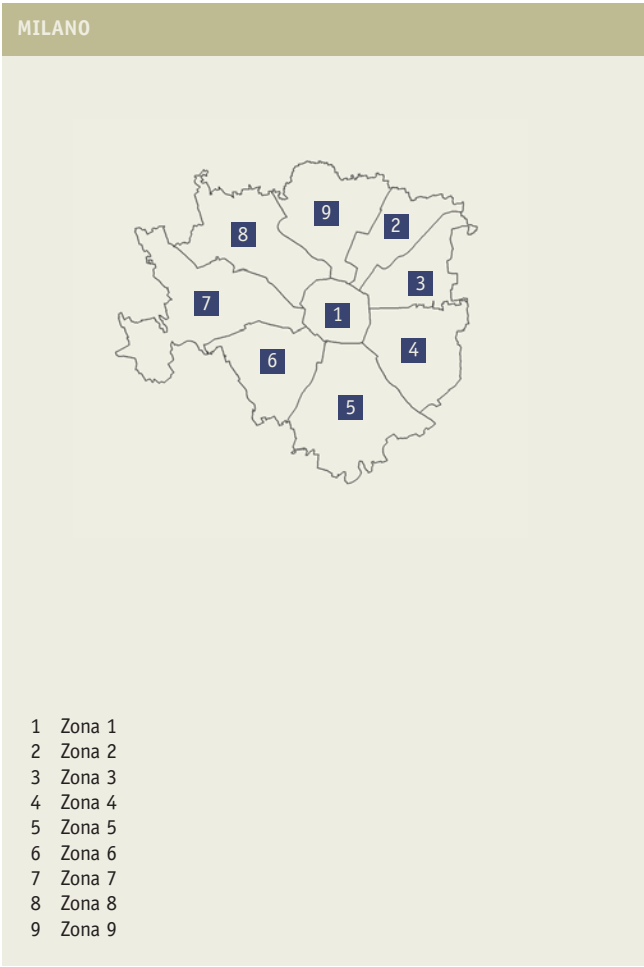 MILANO
9
2
8
3
7
1
4
6
5
1 Zona 1
2 Zona 2
3 Zona 3
4 Zona 4
5 Zona 5
6 Zona 6
7 Zona 7
8 Zona 8
9 Zona 9